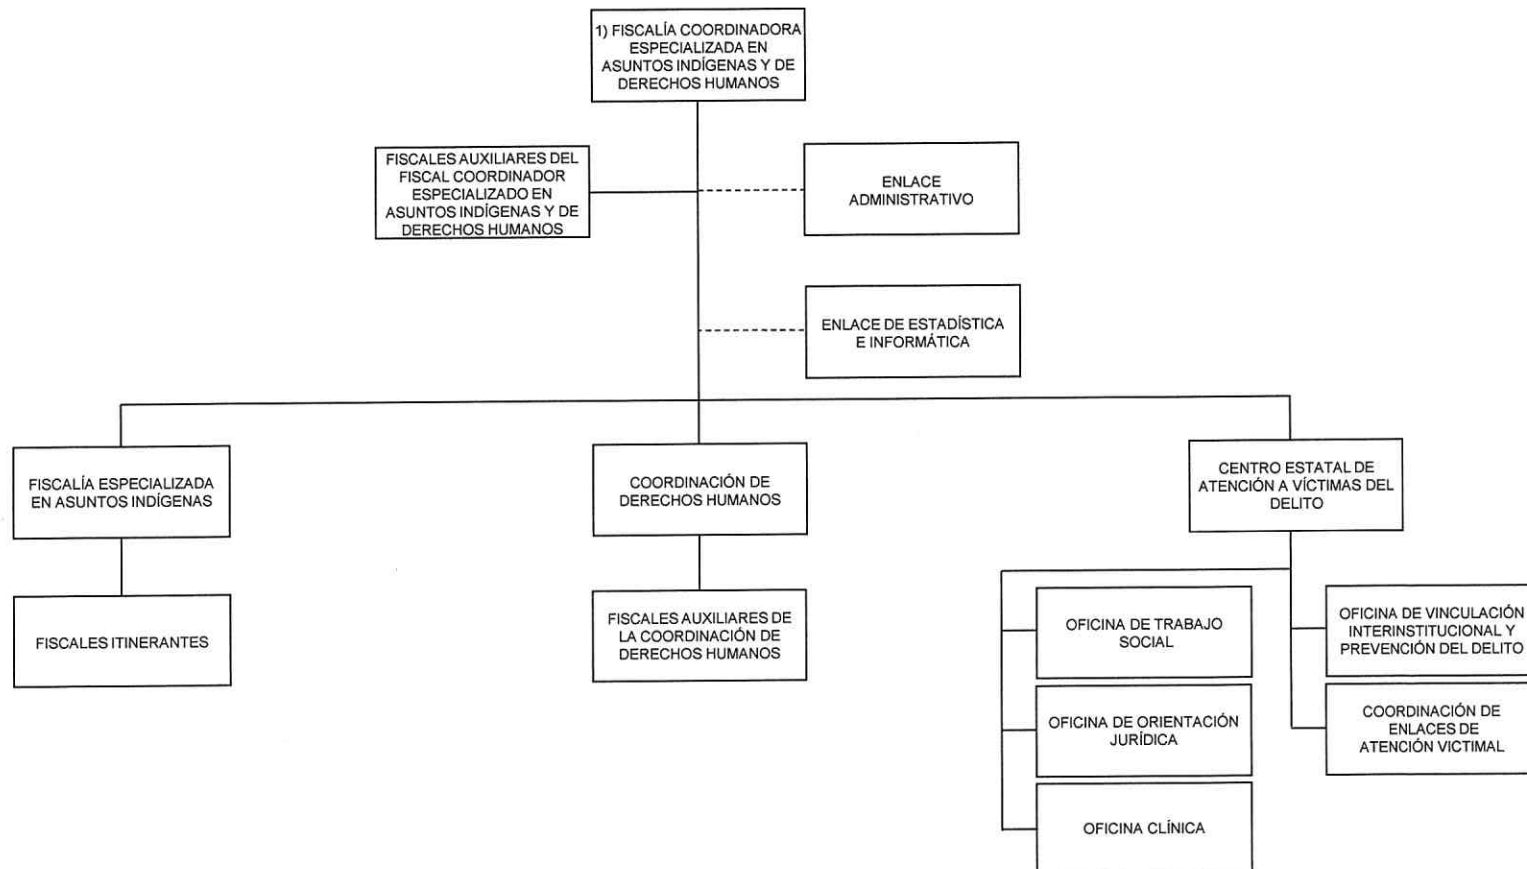 1) FISCALÍA COORDINADORA
ESPECIALIZADA EN
ASUNTOS INDÍGENAS Y DE
DERECHOS HUMANOS
FISCALES AUXILIARES DEL
FISCAL COORDINADOR
ESPECIALIZADO EN
ASUNTOS INDÍGENAS Y DE
DERECHOS HUMANOS
ENLACE
ADMINISTRATIVO
ENLACE DE ESTADÍSTICA
E INFORMÁTICA
FISCALÍA ESPECIALIZADA
EN ASUNTOS INDÍGENAS
COORDINACIÓN DE
DERECHOS HUMANOS
CENTRO ESTATAL DE
ATENCIÓN A VÍCTIMAS DEL
DELITO
FISCALES ITINERANTES
FISCALES AUXILIARES DE
LA COORDINACIÓN DE
DERECHOS HUMANOS
OFICINA DE TRABAJO
SOCIAL
OFICINA DE VINCULACIÓN
INTERINSTITUCIONAL Y
PREVENCIÓN DEL DELITO
OFICINA DE ORIENTACIÓN
JURÍDICA
COORDINACIÓN DE
ENLACES DE
ATENCIÓN VICTIMAL
OFICINA CLÍNICA